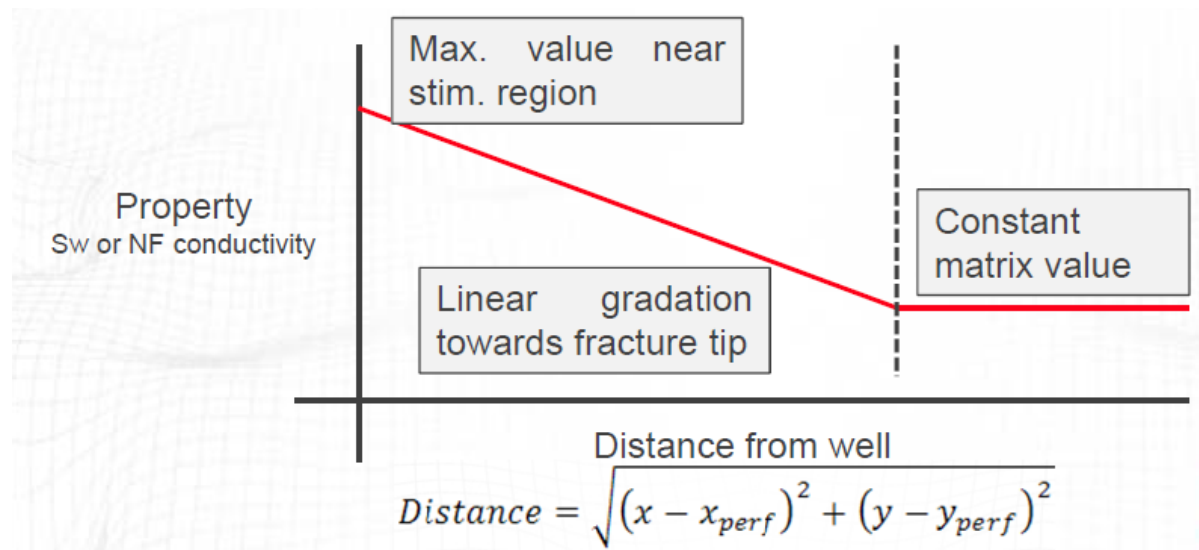 Max. value near
stim. region
Property
Sw or NF conductivity
Constant
matrix value
Linear gradation
towards fracture tip
Distance from well
Distance = √(x − x_perf)² + (y − y_perf)²